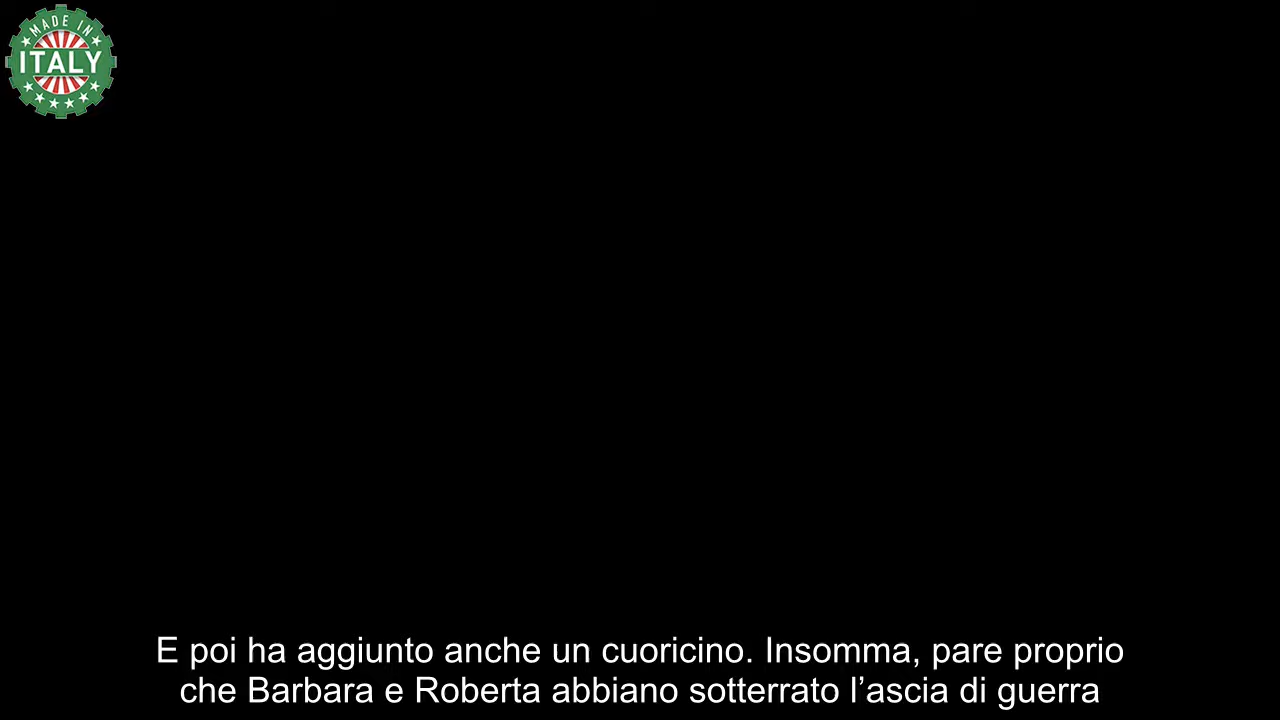 MADE IN
ITALY
E poi ha aggiunto anche un cuoricino. Insomma, pare proprio
che Barbara e Roberta abbiano sotterrato l’ascia di guerra